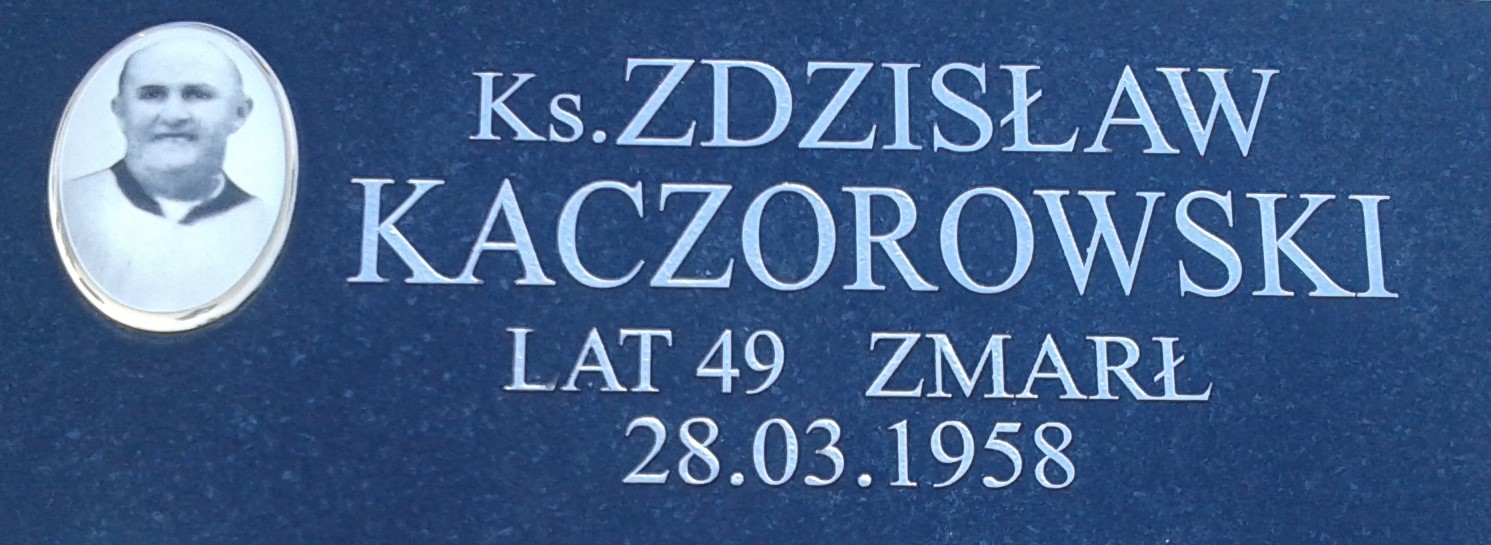 Ks.ZDZISŁAW
KACZOROWSKI
LAT 49 ZMARŁ
28.03.1958